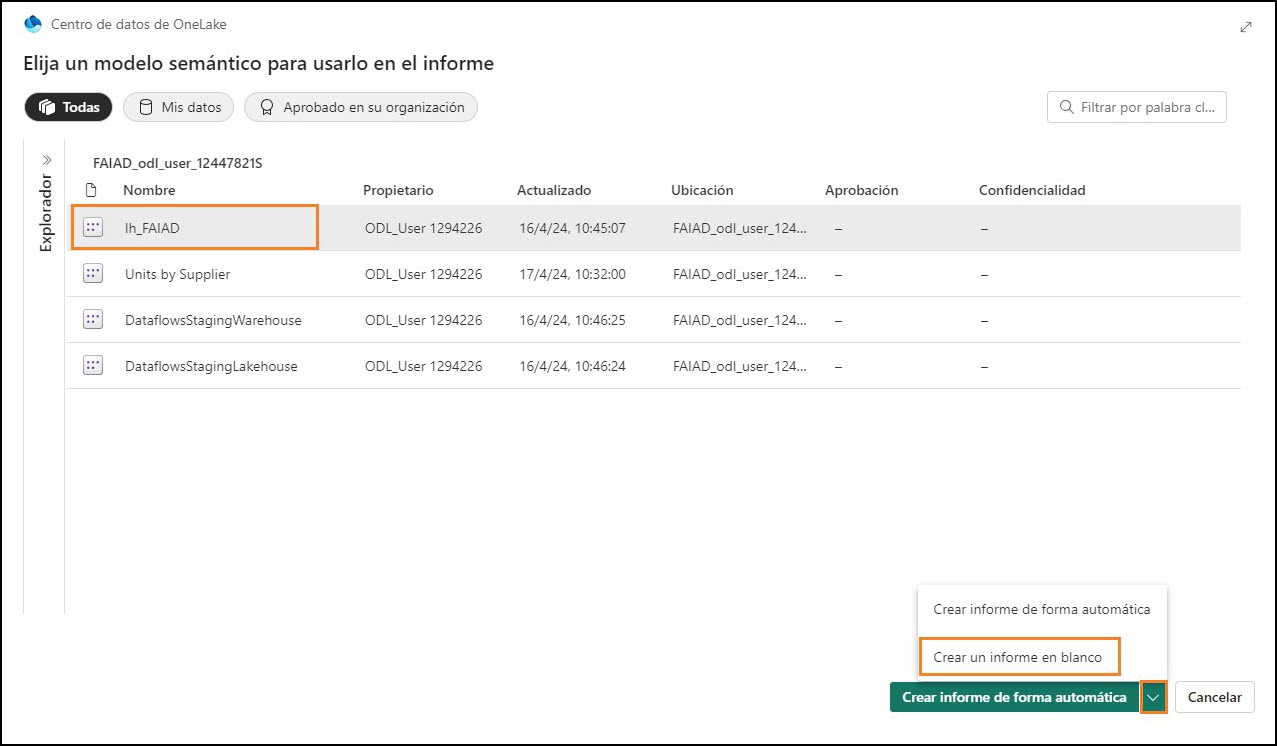 Centro de datos de OneLake
Elija un modelo semántico para usarlo en el informe
Todas Mis datos Aprobado en su organización Filtrar por palabra cl...
Explorador
FAIAD_odl_user_12447821S
Nombre Propietario Actualizado Ubicación Aprobación Confidencialidad
lh_FAIAD ODL_User 1294226 16/4/24, 10:45:07 FAIAD_odl_user_124... – –
Units by Supplier ODL_User 1294226 17/4/24, 10:32:00 FAIAD_odl_user_124... – –
DataflowsStagingWarehouse ODL_User 1294226 16/4/24, 10:46:25 FAIAD_odl_user_124... – –
DataflowsStagingLakehouse ODL_User 1294226 16/4/24, 10:46:24 FAIAD_odl_user_124... – –
Crear informe de forma automática
Crear un informe en blanco
Crear informe de forma automática Cancelar